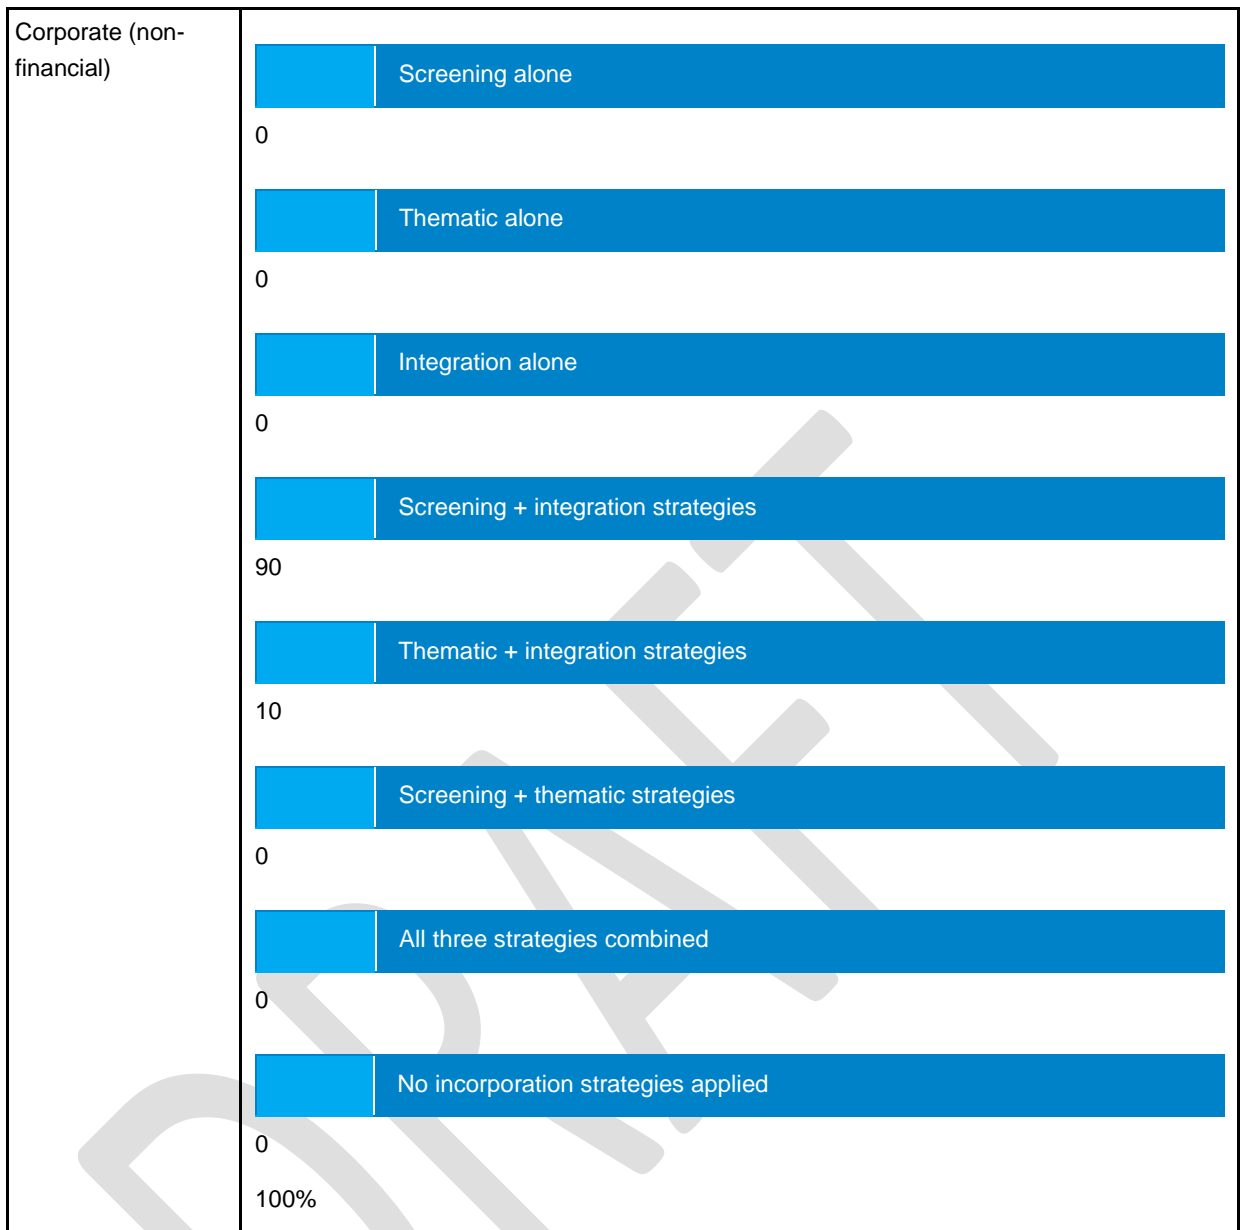 Corporate (non-
financial)
Screening alone
0
Thematic alone
0
Integration alone
0
Screening + integration strategies
90
Thematic + integration strategies
10
Screening + thematic strategies
0
All three strategies combined
0
No incorporation strategies applied
0
100%
DRAFT